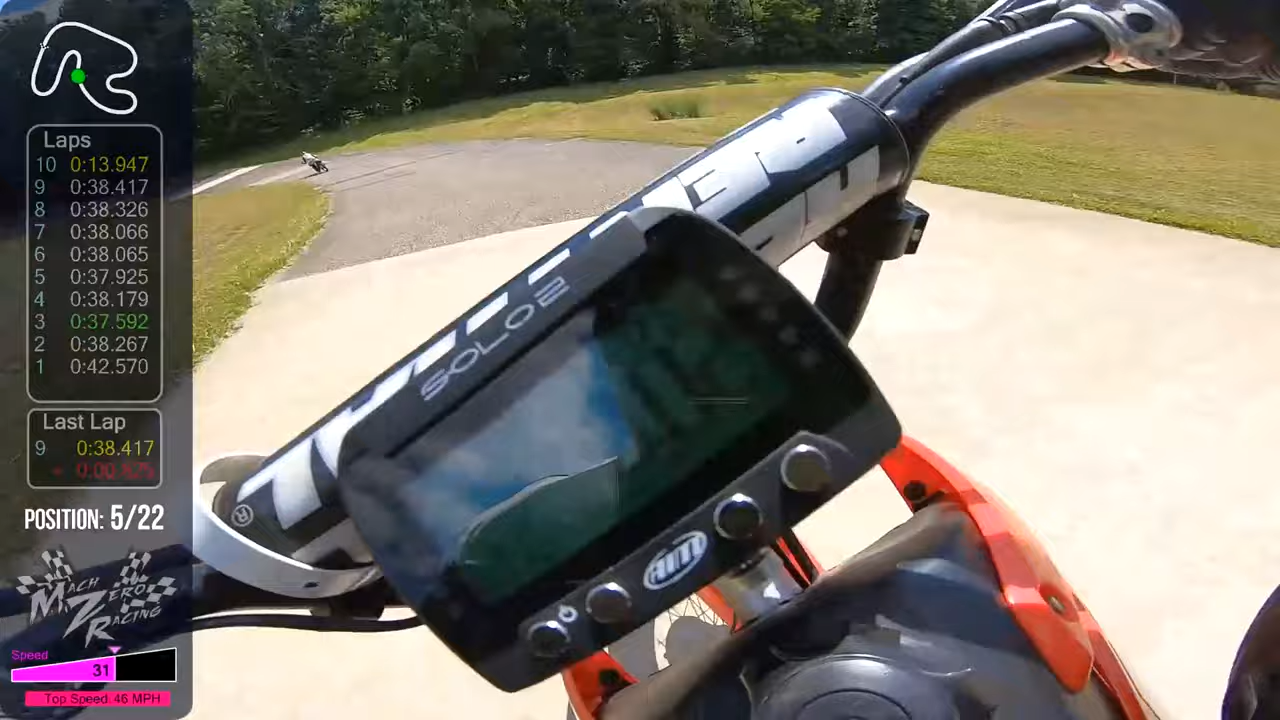 Laps
10 0:13.947
9 0:38.417
8 0:38.326
7 0:38.066
6 0:38.065
5 0:37.925
4 0:38.179
3 0:37.592
2 0:38.267
1 0:42.570
Last Lap
9 0:38.417
+ 0:00.825
POSITION: 5/22
MACH
ZERO
RACING
Speed
31
Top Speed: 46 MPH
SOLO2
AiM
®